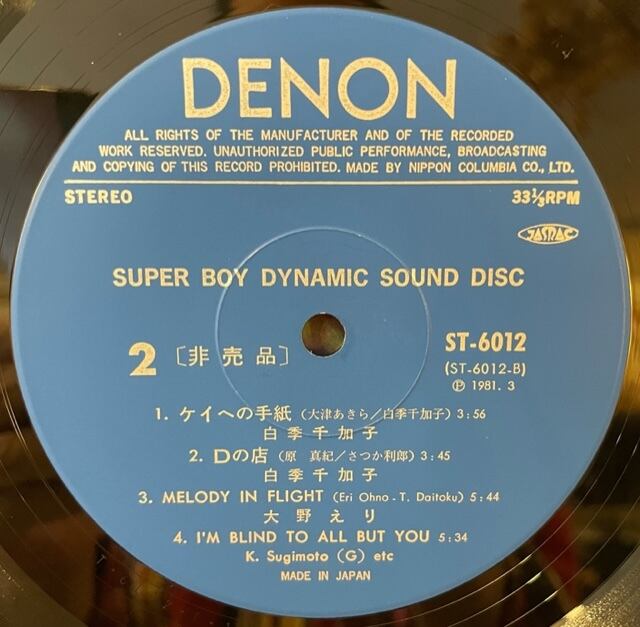 DENON
ALL RIGHTS OF THE MANUFACTURER AND OF THE RECORDED
WORK RESERVED. UNAUTHORIZED PUBLIC PERFORMANCE, BROADCASTING
AND COPYING OF THIS RECORD PROHIBITED. MADE BY NIPPON COLUMBIA CO., LTD.
STEREO 33⅓RPM
JASRAC
SUPER BOY DYNAMIC SOUND DISC
2 〔非売品〕 ST-6012
(ST-6012-B)
Ⓟ 1981. 3
1. ケイへの手紙 (大津あきら/白季千加子) 3:56
白季千加子
2. Dの店 (原 真紀/さつか利郎) 3:45
白季千加子
3. MELODY IN FLIGHT (Eri Ohno - T. Daitoku) 5:44
大野えり
4. I'M BLIND TO ALL BUT YOU 5:34
K. Sugimoto (G) etc
MADE IN JAPAN